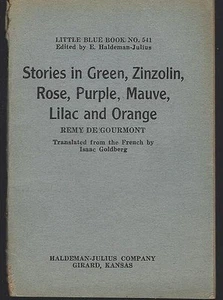 LITTLE BLUE BOOK NO. 541
Edited by E. Haldeman-Julius
Stories in Green, Zinzolin,
Rose, Purple, Mauve,
Lilac and Orange
REMY DE'GOURMONT
Translated from the French by
Isaac Goldberg
HALDEMAN-JULIUS COMPANY
GIRARD, KANSAS